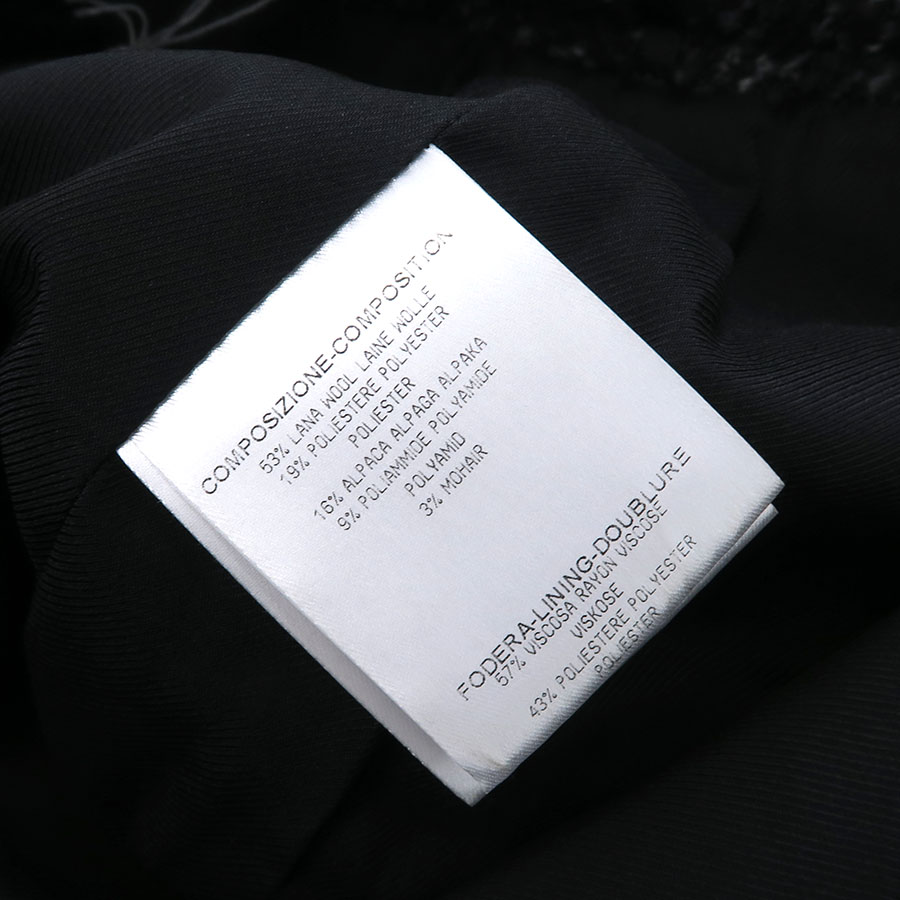 COMPOSIZIONE-COMPOSITION
53% LANA WOOL LAINE WOLLE
19% POLIESTERE POLYESTER
POLIESTER
16% ALPACA ALPAGA ALPAKA
9% POLIAMMIDE POLYAMIDE
POLYAMID
3% MOHAIR
FODERA-LINING-DOUBLURE
57% VISCOSA RAYON VISCOSE
VISKOSE
43% POLIESTERE POLYESTER
POLIESTER